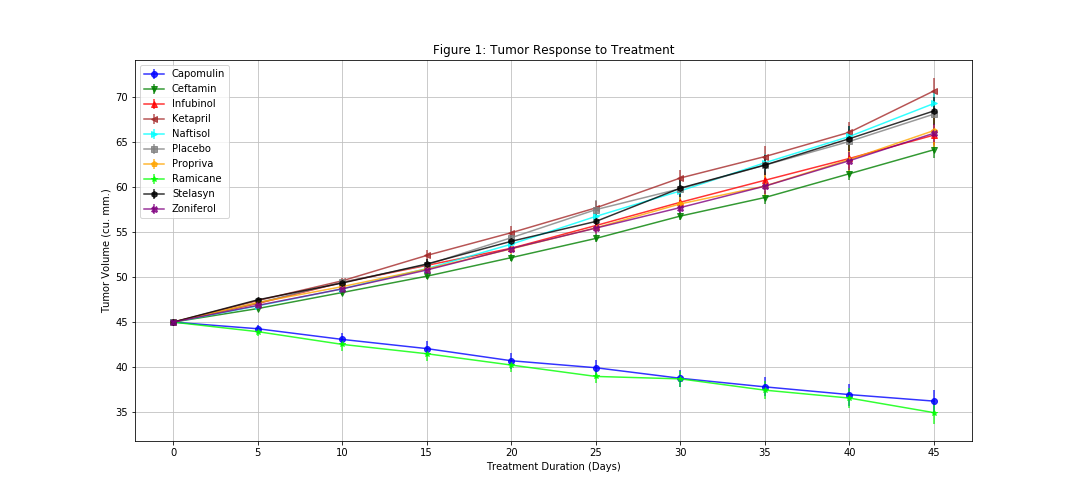 Figure 1: Tumor Response to Treatment
Capomulin
Ceftamin
Infubinol
Ketapril
Naftisol
Placebo
Propriva
Ramicane
Stelasyn
Zoniferol
Tumor Volume (cu. mm.)
70
65
60
55
50
45
40
35
0 5 10 15 20 25 30 35 40 45
Treatment Duration (Days)